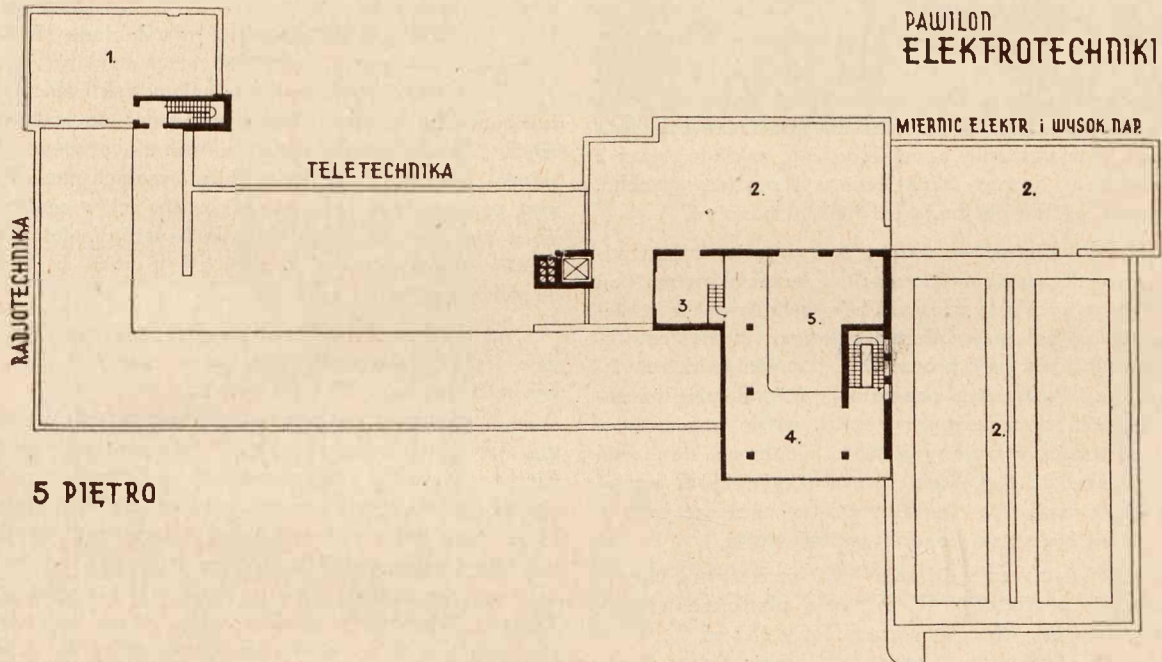 PAWILON
ELEKTROTECHNIKI
1.
MIERNIC ELEKTR. i WYSOK. NAP.
TELETECHNIKA
2.
2.
RADJOTECHNIKA
3
5.
4.
2.
5 PIĘTRO